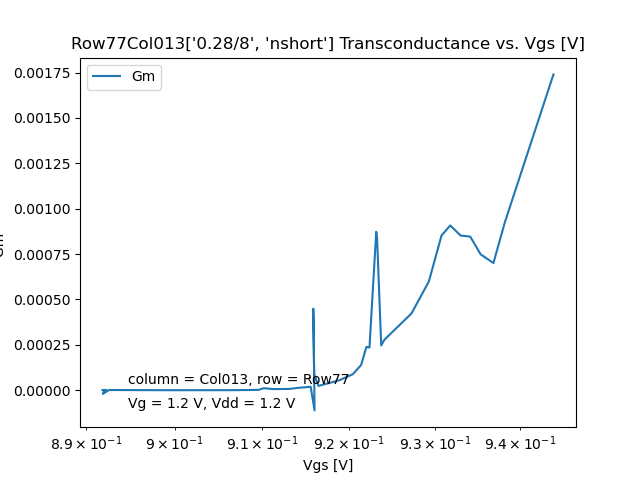 Row77Col013['0.28/8', 'nshort'] Transconductance vs. Vgs [V]
Gm
0.00175
0.00150
0.00125
0.00100
0.00075
0.00050
0.00025
0.00000
Gm
column = Col013, row = Row77
Vg = 1.2 V, Vdd = 1.2 V
8.9 × 10⁻¹ 9 × 10⁻¹ 9.1 × 10⁻¹ 9.2 × 10⁻¹ 9.3 × 10⁻¹ 9.4 × 10⁻¹
Vgs [V]